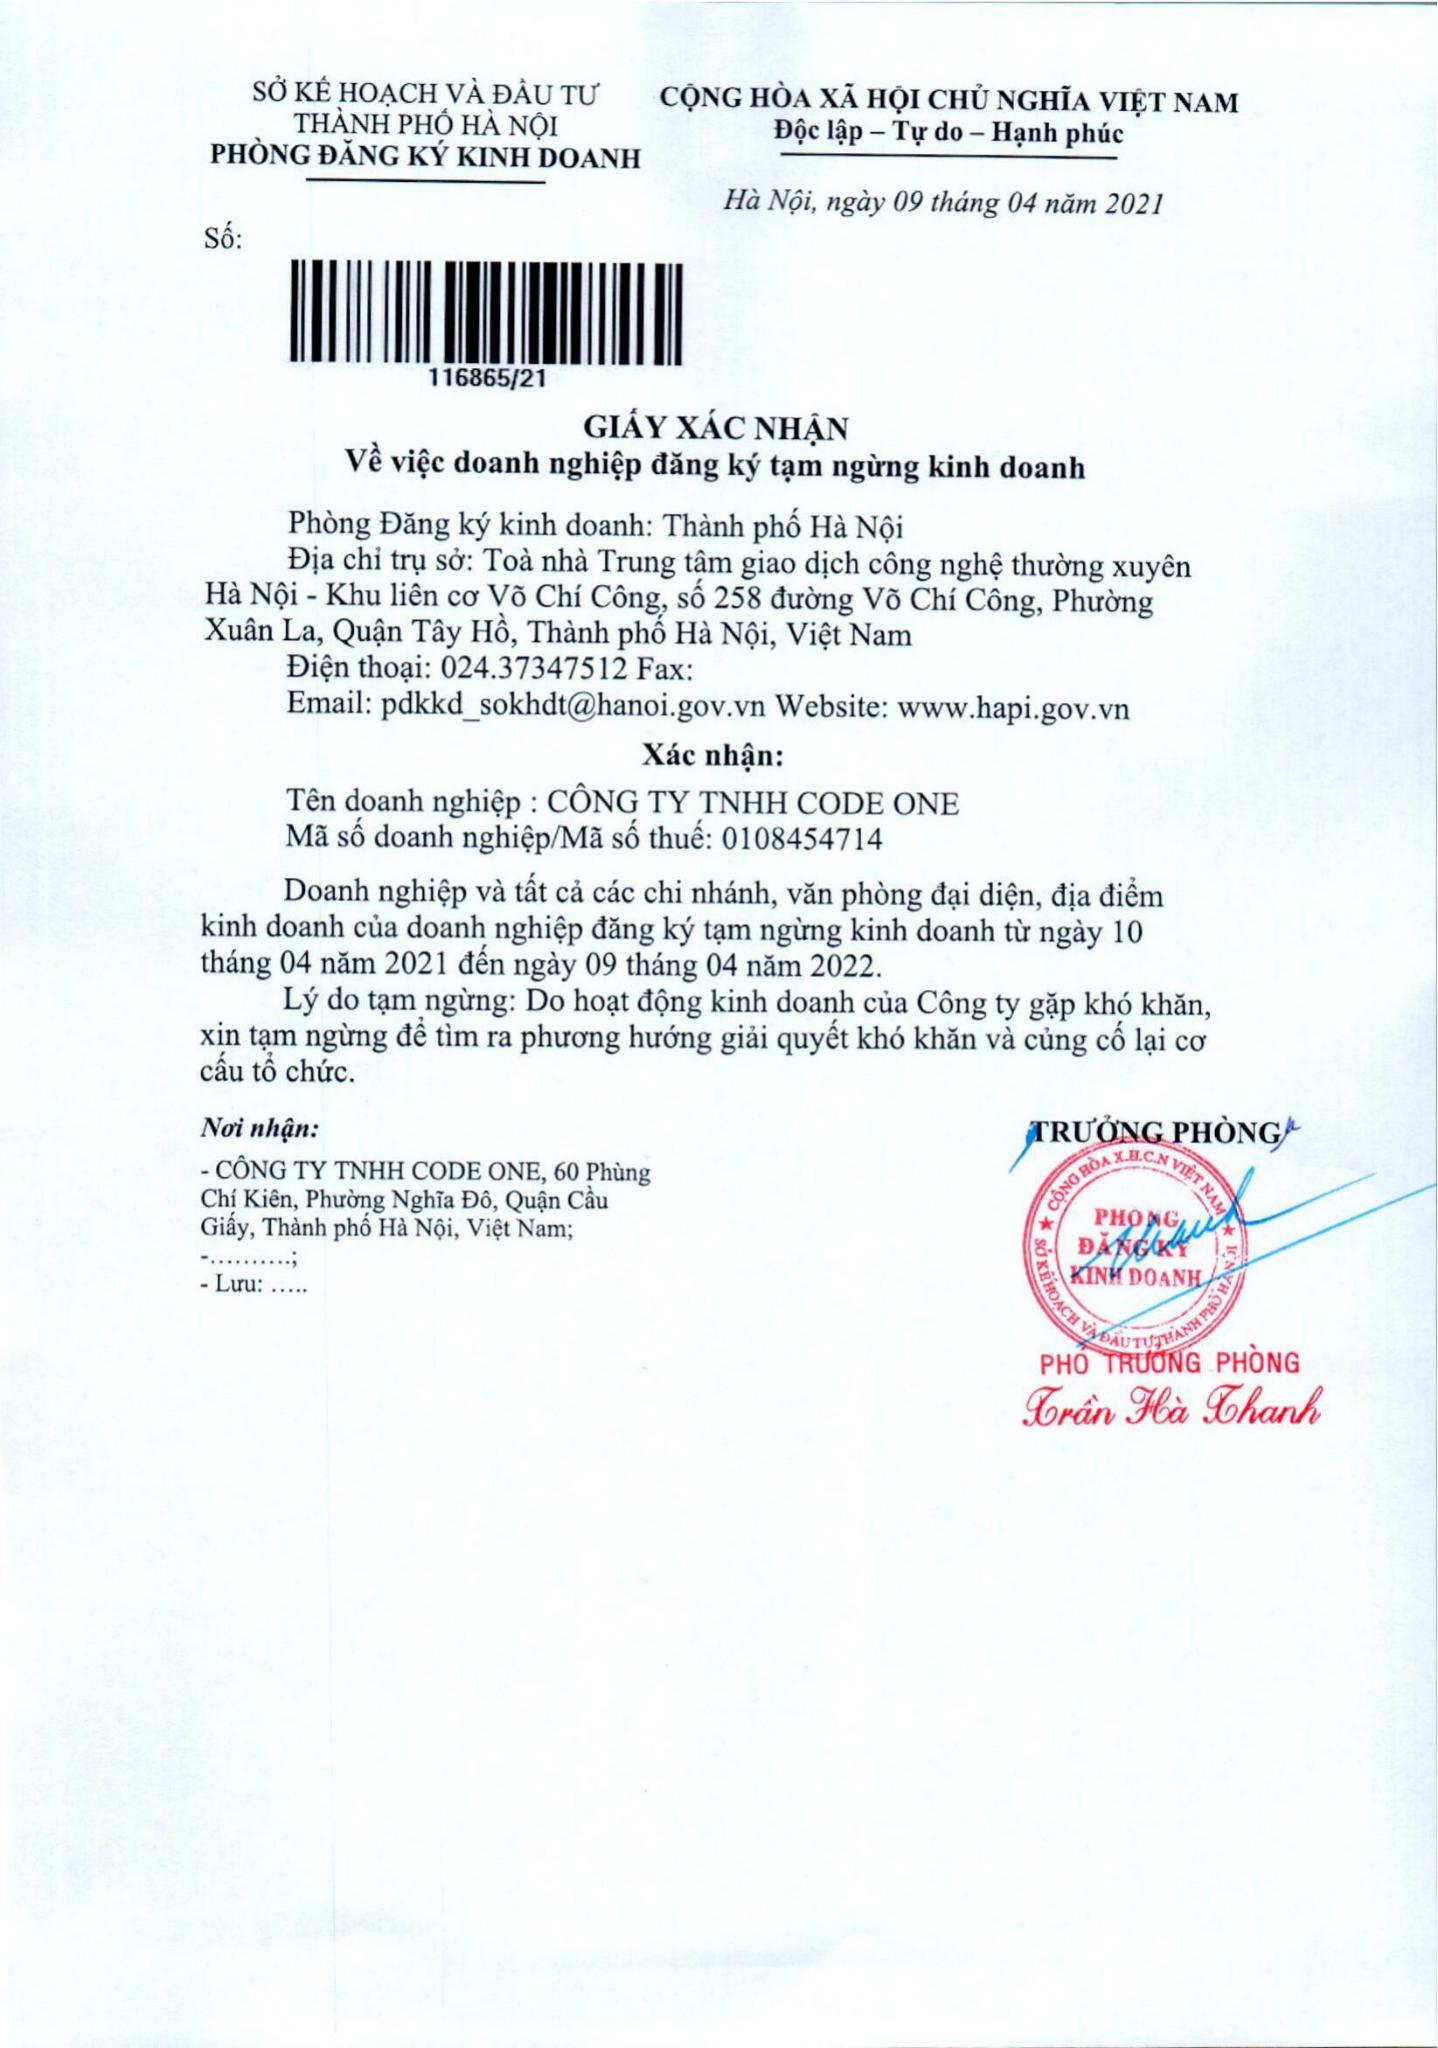 SỞ KẾ HOẠCH VÀ ĐẦU TƯ
THÀNH PHỐ HÀ NỘI
PHÒNG ĐĂNG KÝ KINH DOANH
CỘNG HÒA XÃ HỘI CHỦ NGHĨA VIỆT NAM
Độc lập – Tự do – Hạnh phúc
Hà Nội, ngày 09 tháng 04 năm 2021
Số:
116865/21
GIẤY XÁC NHẬN
Về việc doanh nghiệp đăng ký tạm ngừng kinh doanh
Phòng Đăng ký kinh doanh: Thành phố Hà Nội
Địa chỉ trụ sở: Toà nhà Trung tâm giao dịch công nghệ thường xuyên
Hà Nội - Khu liên cơ Võ Chí Công, số 258 đường Võ Chí Công, Phường
Xuân La, Quận Tây Hồ, Thành phố Hà Nội, Việt Nam
Điện thoại: 024.37347512 Fax:
Email: pdkkd_sokhdt@hanoi.gov.vn Website: www.hapi.gov.vn
Xác nhận:
Tên doanh nghiệp : CÔNG TY TNHH CODE ONE
Mã số doanh nghiệp/Mã số thuế: 0108454714
Doanh nghiệp và tất cả các chi nhánh, văn phòng đại diện, địa điểm
kinh doanh của doanh nghiệp đăng ký tạm ngừng kinh doanh từ ngày 10
tháng 04 năm 2021 đến ngày 09 tháng 04 năm 2022.
Lý do tạm ngừng: Do hoạt động kinh doanh của Công ty gặp khó khăn,
xin tạm ngừng để tìm ra phương hướng giải quyết khó khăn và củng cố lại cơ
cấu tổ chức.
Nơi nhận:
- CÔNG TY TNHH CODE ONE, 60 Phùng
Chí Kiên, Phường Nghĩa Đô, Quận Cầu
Giấy, Thành phố Hà Nội, Việt Nam;
-..........;
- Lưu: .....
TRƯỞNG PHÒNG
CỘNG HÒA X.H.C.N VIỆT NAM
SỞ KẾ HOẠCH VÀ ĐẦU TƯ THÀNH PHỐ HÀ NỘI
PHÒNG
ĐĂNG KÝ
KINH DOANH
PHÓ TRƯỞNG PHÒNG
Trần Hà Thanh